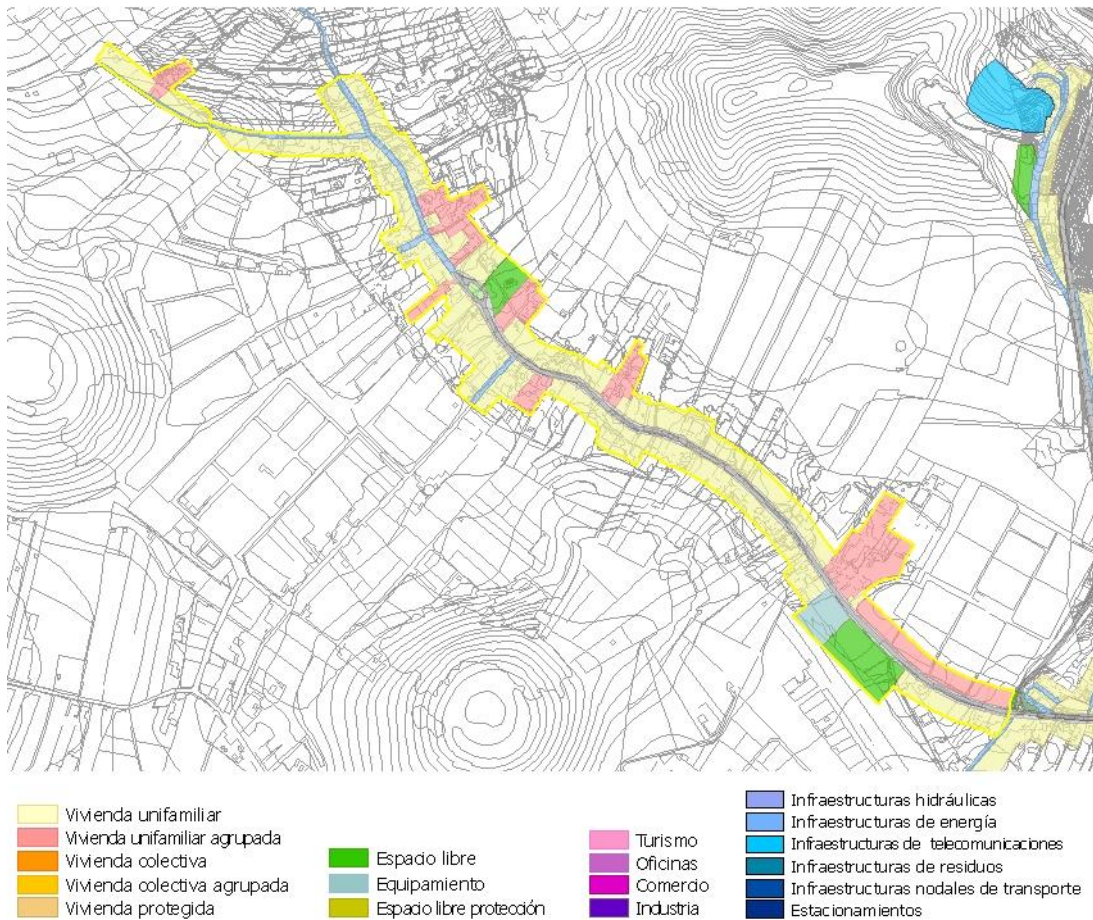 Vivienda unifamiliar
Vivienda unifamiliar agrupada
Vivienda colectiva
Vivienda colectiva agrupada
Vivienda protegida
Espacio libre
Equipamiento
Espacio libre protección
Turismo
Oficinas
Comercio
Industria
Infraestructuras hidráulicas
Infraestructuras de energía
Infraestructuras de telecomunicaciones
Infraestructuras de residuos
Infraestructuras nodales de transporte
Estacionamientos